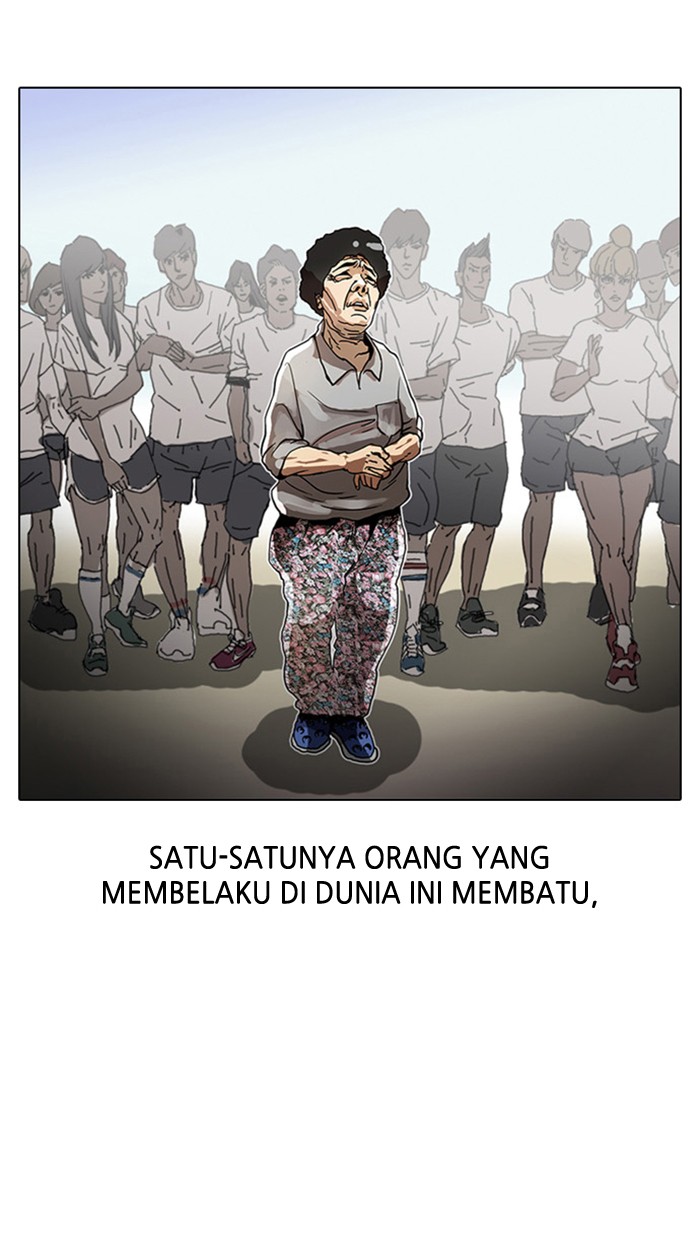 SATU-SATUNYA ORANG YANG
MEMBELAKU DI DUNIA INI MEMBATU,